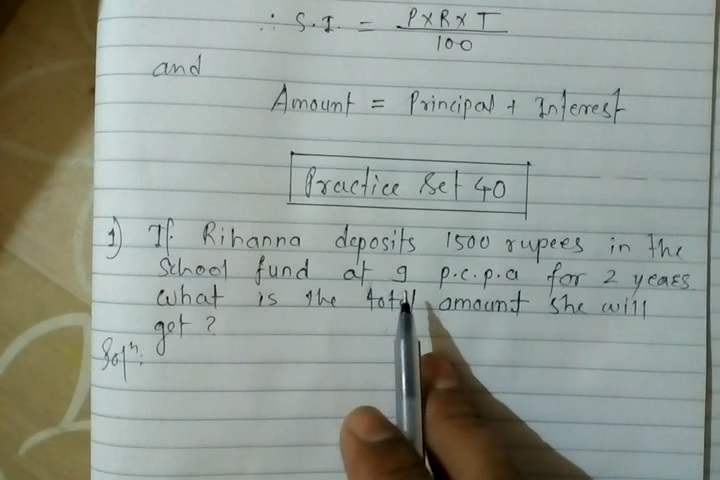 ∴ S.I. = P×R×T
100
and
Amount = Principal + Interest
Practice Set 40
1) If Rihanna deposits 1500 rupees in the
School fund at 9 p.c.p.a for 2 years
what is the total amount she will
get ?
Solⁿ: